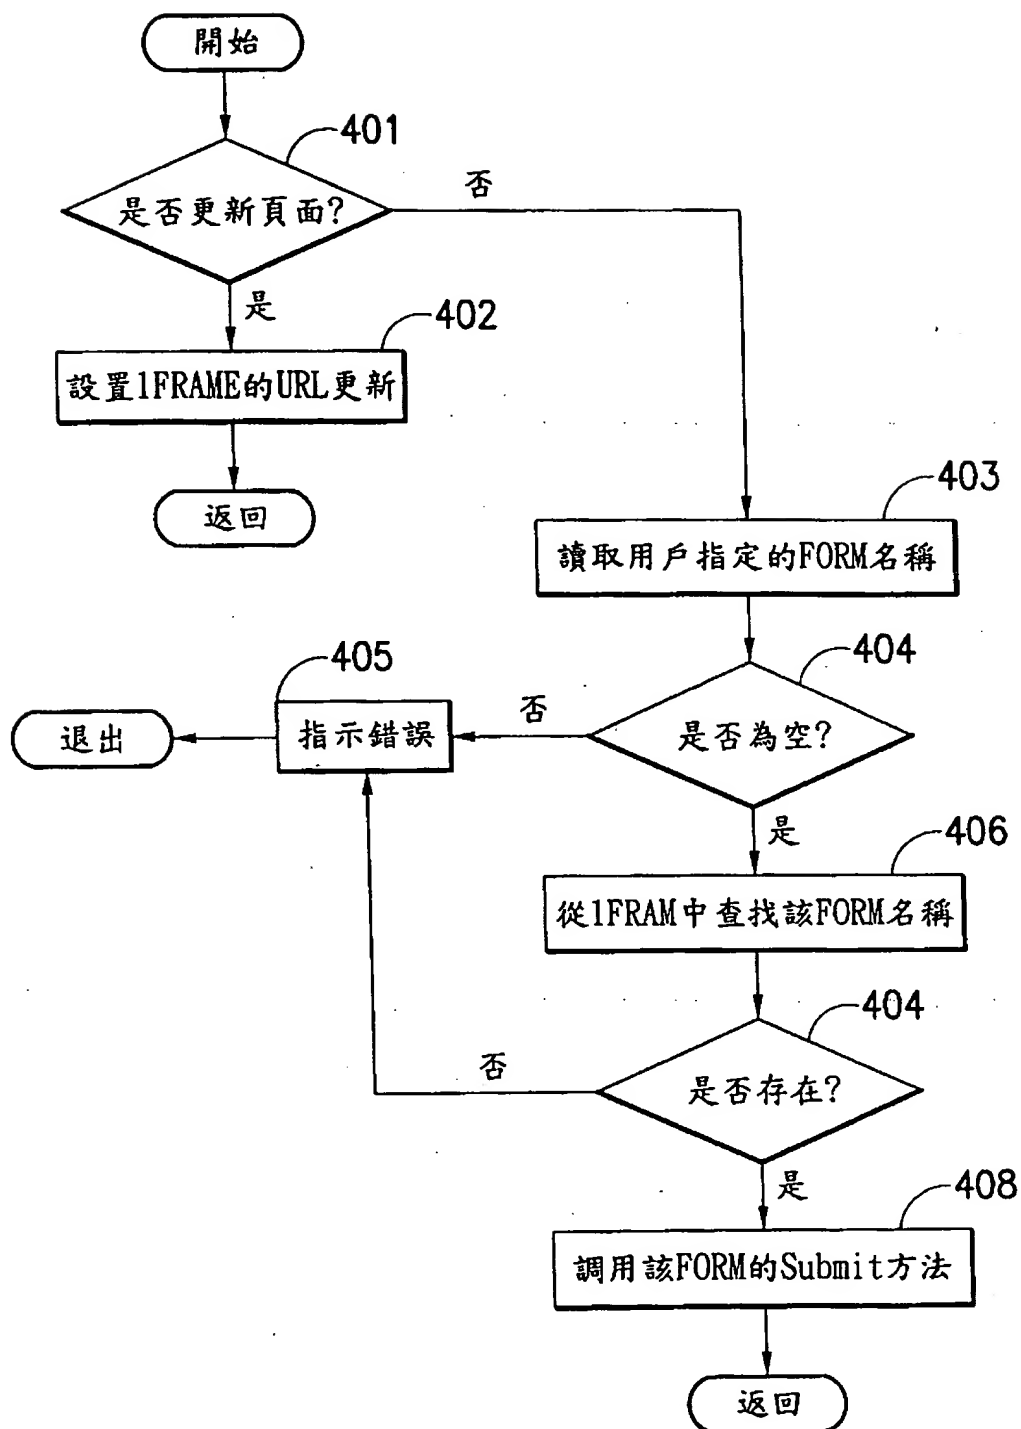 開始
401
是否更新頁面?
否
是
402
設置1FRAME的URL更新
返回
403
讀取用戶指定的FORM名稱
404
是否為空?
否
405
指示錯誤
退出
是
406
從1FRAM中查找該FORM名稱
404
是否存在?
否
是
408
調用該FORM的Submit方法
返回